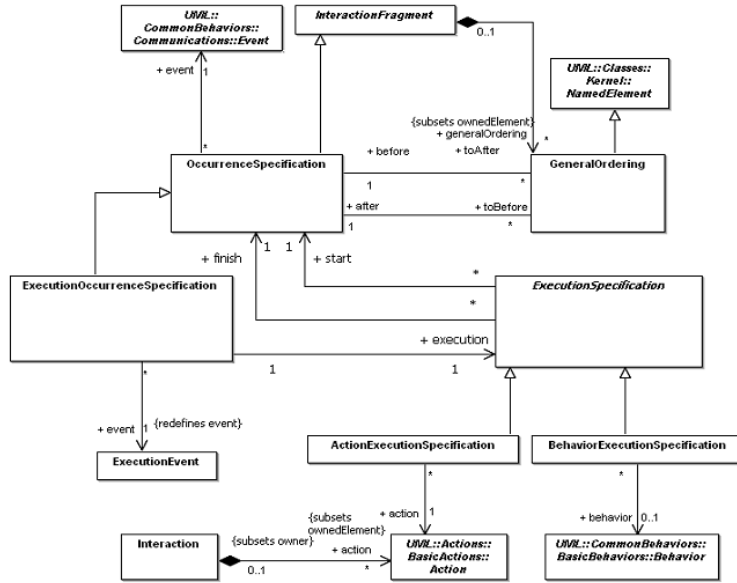 UML::
CommonBehaviors::
Communications::Event
InteractionFragment
0..1
+ event
1
UML::Classes::
Kernel::
NamedElement
{subsets ownedElement}
+ generalOrdering
*
*
OccurrenceSpecification
+ before
+ toAfter
1
*
GeneralOrdering
+ after
+ toBefore
1
*
+ finish
1
1
+ start
ExecutionOccurrenceSpecification
*
*
ExecutionSpecification
+ execution
1
1
*
+ event
1
{redefines event}
ExecutionEvent
ActionExecutionSpecification
BehaviorExecutionSpecification
*
*
+ action
1
+ behavior
0..1
Interaction
{subsets owner}
{subsets
ownedElement}
+ action
0..1
*
UML::Actions::
BasicActions::
Action
UML::CommonBehaviors::
BasicBehaviors::Behavior